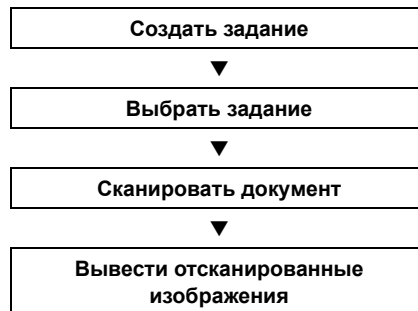 Создать задание
▼
Выбрать задание
▼
Сканировать документ
▼
Вывести отсканированные
изображения